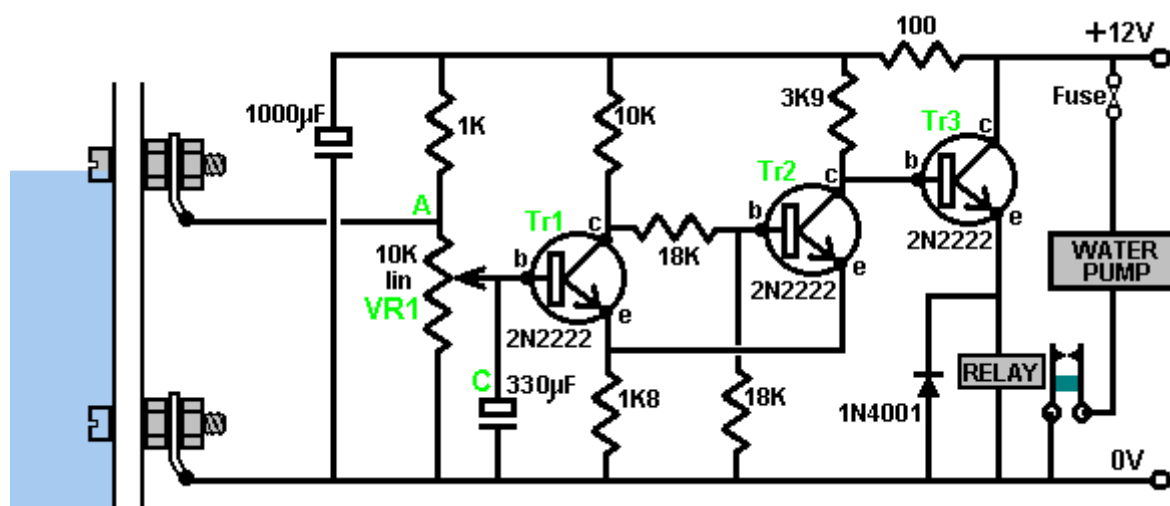 100
+12V
1000µF
1K
10K
3K9
Fuse
Tr3
c
b
e
2N2222
Tr2
c
b
e
2N2222
A
Tr1
c
b
e
2N2222
18K
10K
lin
VR1
WATER
PUMP
C
330µF
1K8
18K
1N4001
RELAY
0V